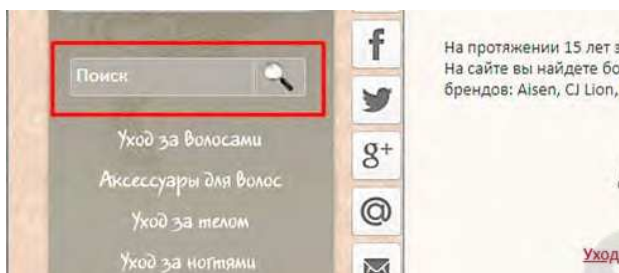 Поиск
Уход за волосами
Аксессуары для волос
Уход за телом
Уход за ногтями
f
g+
@
На протяжении 15 лет
На сайте вы найдете
брендов: Aisen, CJ Lion,
Уход